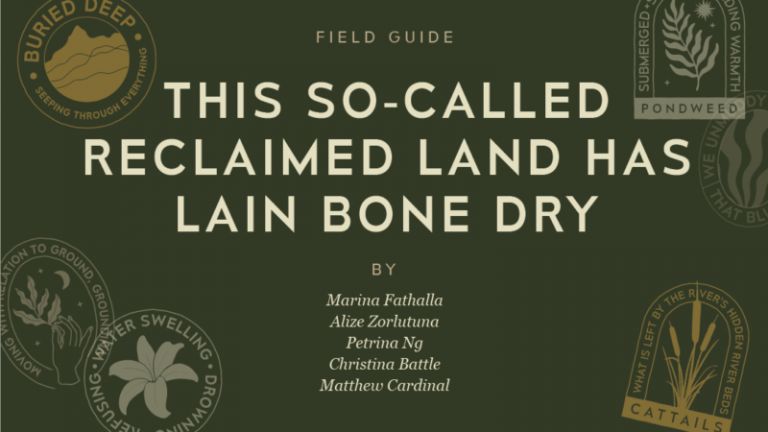 BURIED DEEP
SEEPING THROUGH EVERYTHING
FIELD GUIDE
THIS SO-CALLED
RECLAIMED LAND HAS
LAIN BONE DRY
BY
Marina Fathalla
Alize Zorlutuna
Petrina Ng
Christina Battle
Matthew Cardinal
SUBMERGED
WARMTH
PONDWEED
WE
THAT
MOVING WITH RELATION TO GROUND,
WATER SWELLING
DROWNING
REFUSING
WHAT IS LEFT BY THE RIVER'S HIDDEN RIVER BEDS
CATTAILS